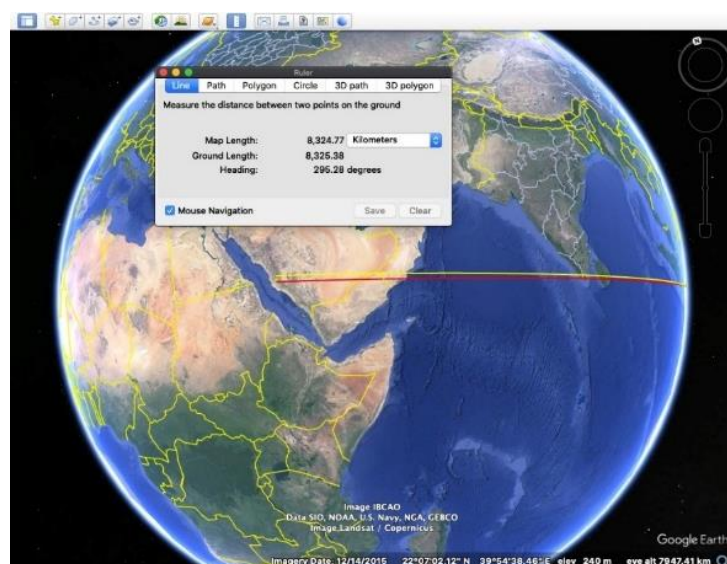 Ruler
Line Path Polygon Circle 3D path 3D polygon
Measure the distance between two points on the ground
Map Length: 8,324.77 Kilometers
Ground Length: 8,325.38
Heading: 295.28 degrees
Mouse Navigation Save Clear
N
Image IBCAO
Data SIO, NOAA, U.S. Navy, NGA, GEBCO
Image Landsat / Copernicus
Google Earth
Imagery Date: 12/14/2015 22°07'02.12" N 39°54'38.46"E elev 240 m eye alt 7947.41 km